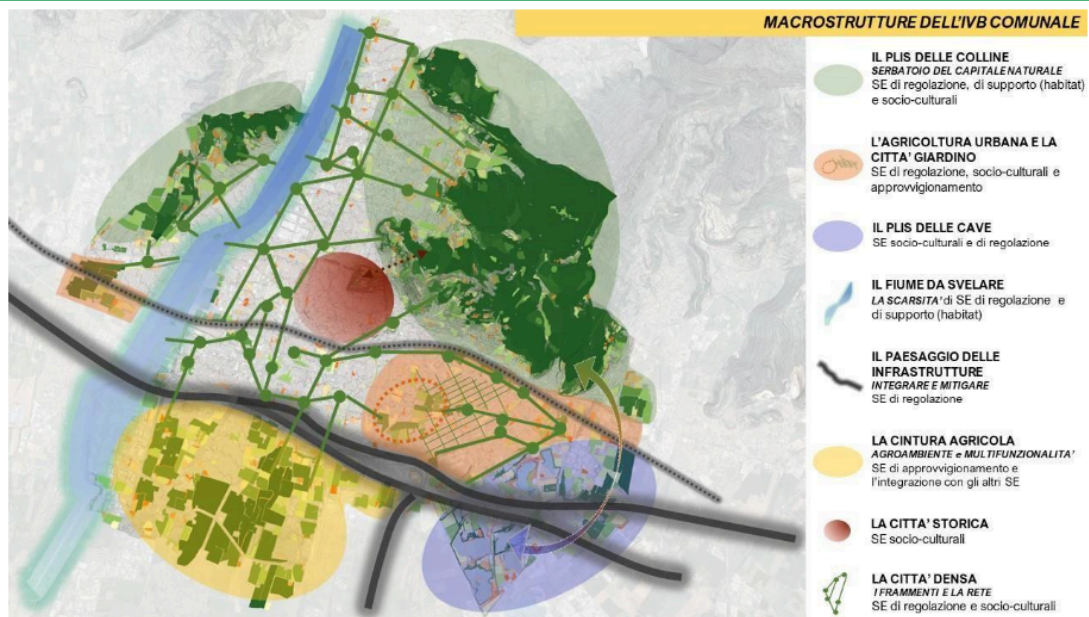 MACROSTRUTTURE DELL'IVB COMUNALE
IL PLIS DELLE COLLINE
SERBATOIO DEL CAPITALE NATURALE
SE di regolazione, di supporto (habitat)
e socio-culturali
L'AGRICOLTURA URBANA E LA
CITTA' GIARDINO
SE di regolazione, socio-culturali e
approvvigionamento
IL PLIS DELLE CAVE
SE socio-culturali e di regolazione
IL FIUME DA SVELARE
LA SCARSITA' di SE di regolazione e
di supporto (habitat)
IL PAESAGGIO DELLE
INFRASTRUTTURE
INTEGRARE E MITIGARE
SE di regolazione
LA CINTURA AGRICOLA
AGROAMBIENTE e MULTIFUNZIONALITA'
SE di approvvigionamento e
l'integrazione con gli altri SE
LA CITTA' STORICA
SE socio-culturali
LA CITTA' DENSA
I FRAMMENTI E LA RETE
SE di regolazione e socio-culturali